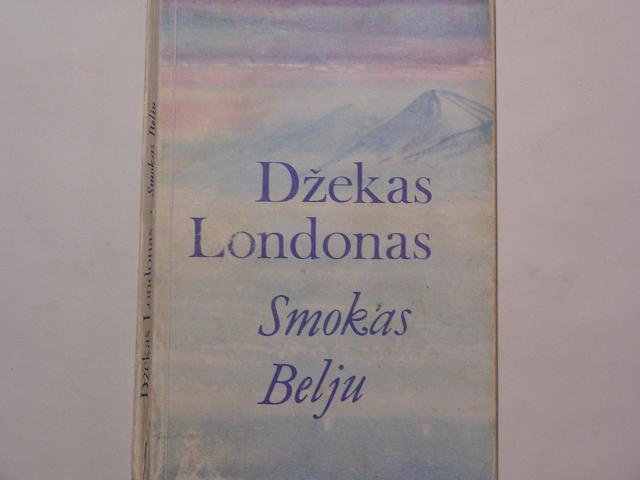 Džekas
Londonas
Smokas
Belju
Džekas Londonas · Smokas Belju